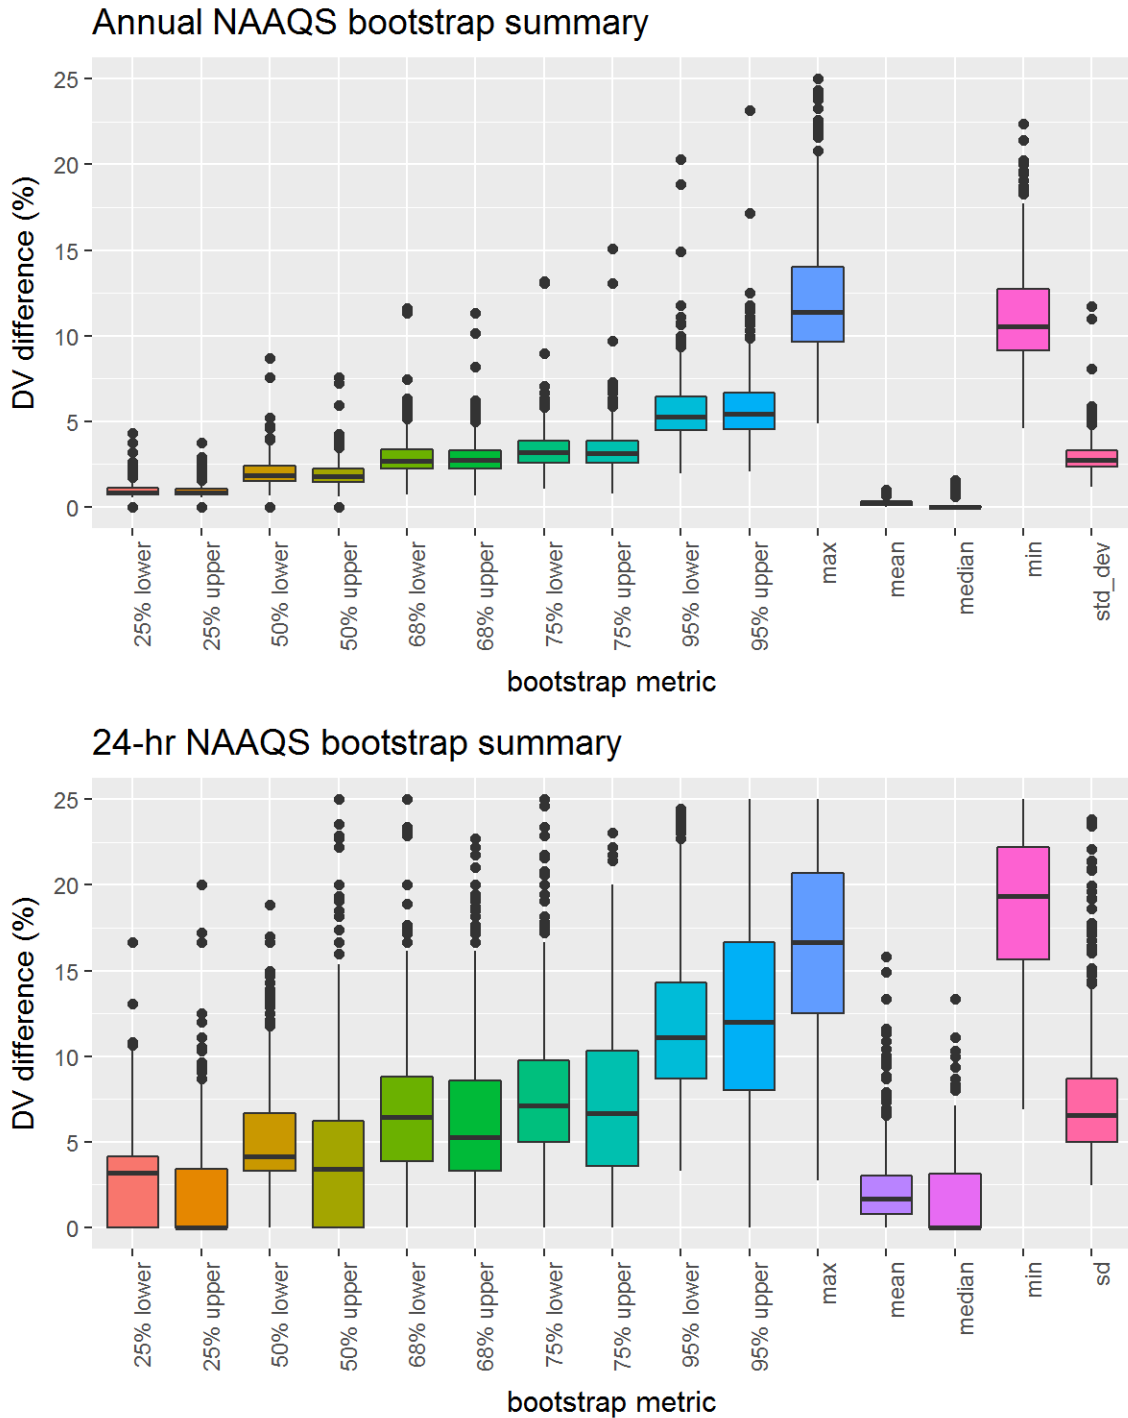 Annual NAAQS bootstrap summary
DV difference (%)
25
20
15
10
5
0
25% lower
25% upper
50% lower
50% upper
68% lower
68% upper
75% lower
75% upper
95% lower
95% upper
max
mean
median
min
std_dev
bootstrap metric
24-hr NAAQS bootstrap summary
DV difference (%)
25
20
15
10
5
0
25% lower
25% upper
50% lower
50% upper
68% lower
68% upper
75% lower
75% upper
95% lower
95% upper
max
mean
median
min
sd
bootstrap metric